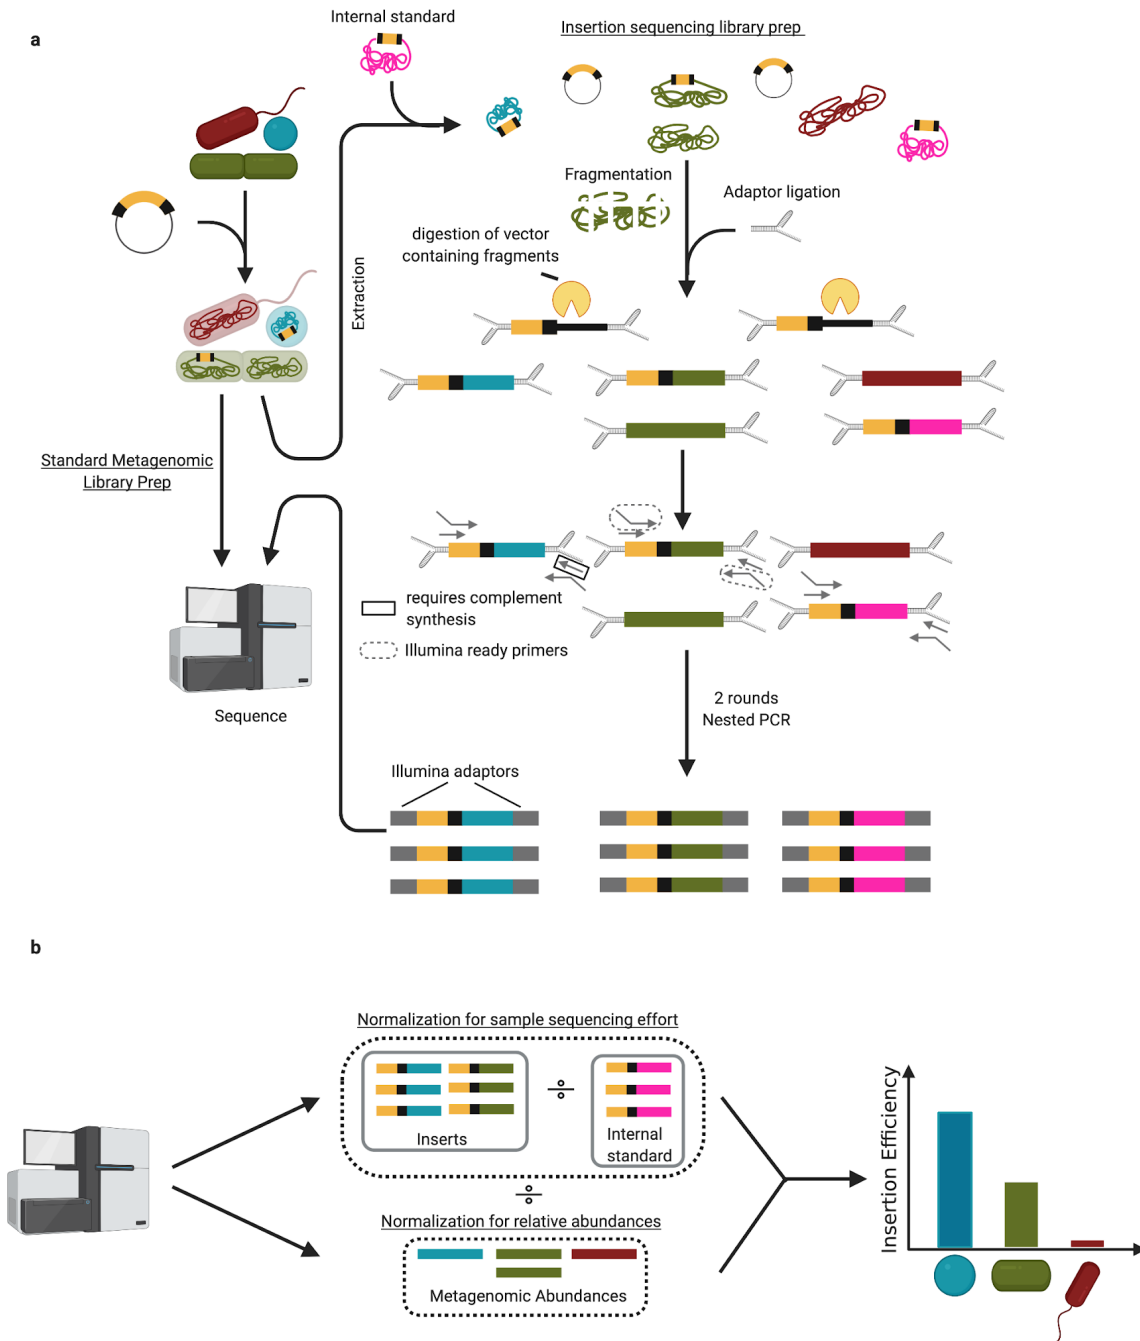 a
Internal standard
Insertion sequencing library prep
Fragmentation
Adaptor ligation
digestion of vector
containing fragments
Extraction
Standard Metagenomic
Library Prep
requires complement
synthesis
Illumina ready primers
Sequence
2 rounds
Nested PCR
Illumina adaptors
b
Normalization for sample sequencing effort
÷
Inserts
Internal
standard
÷
Normalization for relative abundances
Metagenomic Abundances
Insertion Efficiency